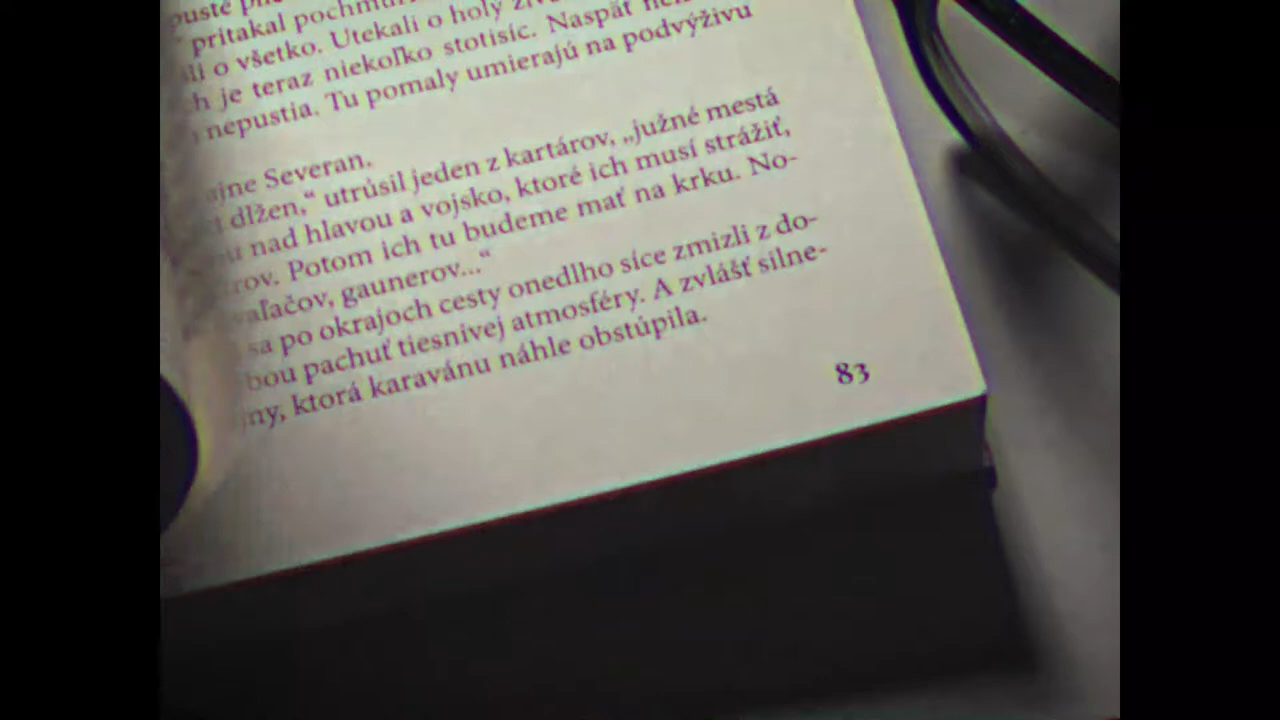 pritakal
o všetko. Utekali o holý
je teraz niekoľko stotisíc. Naspäť
nepustia. Tu pomaly umierajú na podvýživu
Severan.
dlžen,“ utrúsil jeden z kartárov, „južné mestá
nad hlavou a vojsko, ktoré ich musí strážiť,
Potom ich tu budeme mať na krku. No-
gaunerov...“
sa po okrajoch cesty onedlho síce zmizli z do-
pachuť tiesnivej atmosféry. A zvlášť silne-
ktorá karavánu náhle obstúpila.
83